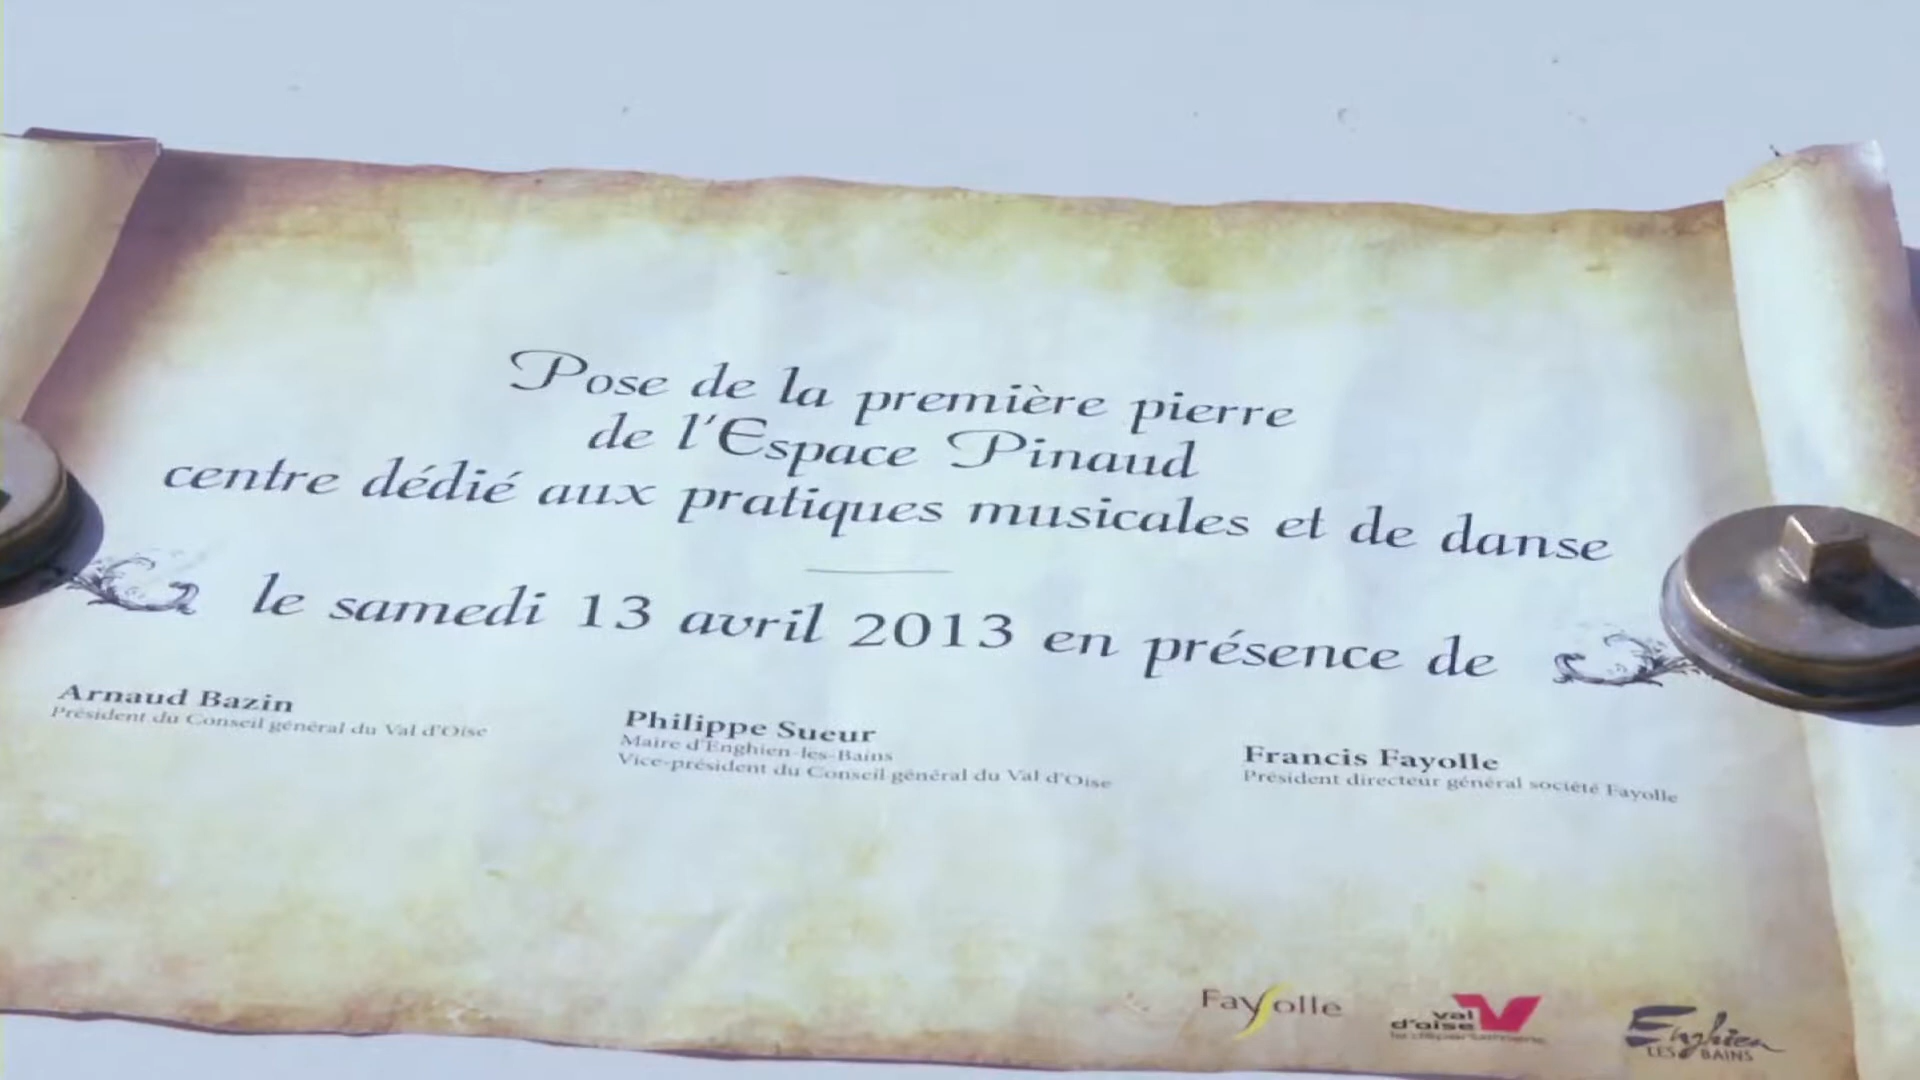 Pose de la première pierre
de l'Espace Pinaud
centre dédié aux pratiques musicales et de danse
le samedi 13 avril 2013 en présence de
Arnaud Bazin
Président du Conseil général du Val d'Oise
Philippe Sueur
Maire d'Enghien-les-Bains
Vice-président du Conseil général du Val d'Oise
Francis Fayolle
Président directeur général société Fayolle
Fayolle
val
d'oise
le département
Enghien
LES BAINS